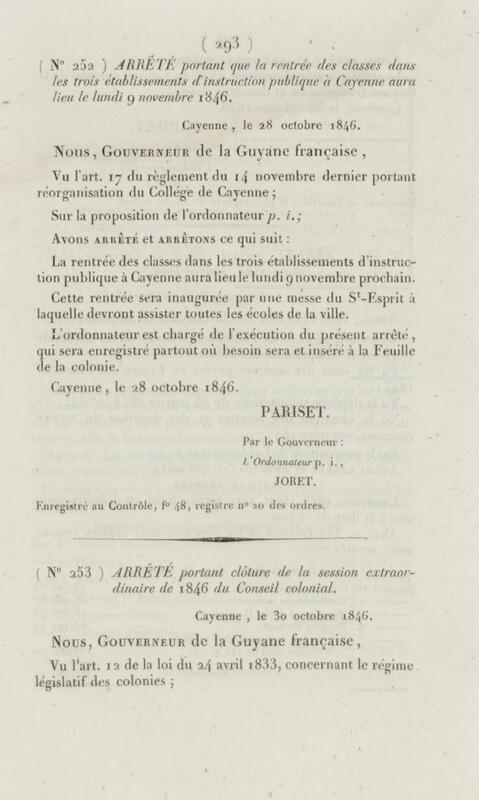 ( 293 )
( N° 252 ) ARRÊTÉ portant que la rentrée des classes dans
les trois établissements d'instruction publique à Cayenne aura
lieu le lundi 9 novembre 1846.
Cayenne, le 28 octobre 1846.
Nous, Gouverneur de la Guyane française,
Vu l'art. 17 du règlement du 14 novembre dernier portant
réorganisation du Collége de Cayenne ;
Sur la proposition de l'ordonnateur p. i.;
Avons arrêté et arrêtons ce qui suit :
La rentrée des classes dans les trois établissements d'instruc-
tion publique à Cayenne aura lieu le lundi 9 novembre prochain.
Cette rentrée sera inaugurée par une messe du St-Esprit à
laquelle devront assister toutes les écoles de la ville.
L'ordonnateur est chargé de l'exécution du présent arrêté,
qui sera enregistré partout où besoin sera et inséré à la Feuille
de la colonie.
Cayenne, le 28 octobre 1846.
PARISET.
Par le Gouverneur :
L'Ordonnateur p. i.,
JORET.
Enregistré au Contrôle, f° 48, registre n° 20 des ordres.
( N° 253 ) ARRÊTÉ portant clôture de la session extraor-
dinaire de 1846 du Conseil colonial.
Cayenne, le 30 octobre 1846.
Nous, Gouverneur de la Guyane française,
Vu l'art. 12 de la loi du 24 avril 1833, concernant le régime
législatif des colonies ;